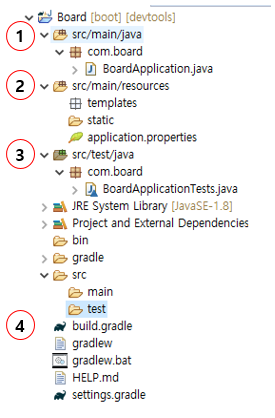 Board [boot] [devtools]
1 src/main/java
com.board
BoardApplication.java
2 src/main/resources
templates
static
application.properties
3 src/test/java
com.board
BoardApplicationTests.java
JRE System Library [JavaSE-1.8]
Project and External Dependencies
bin
gradle
src
main
test
4 build.gradle
gradlew
gradlew.bat
HELP.md
settings.gradle